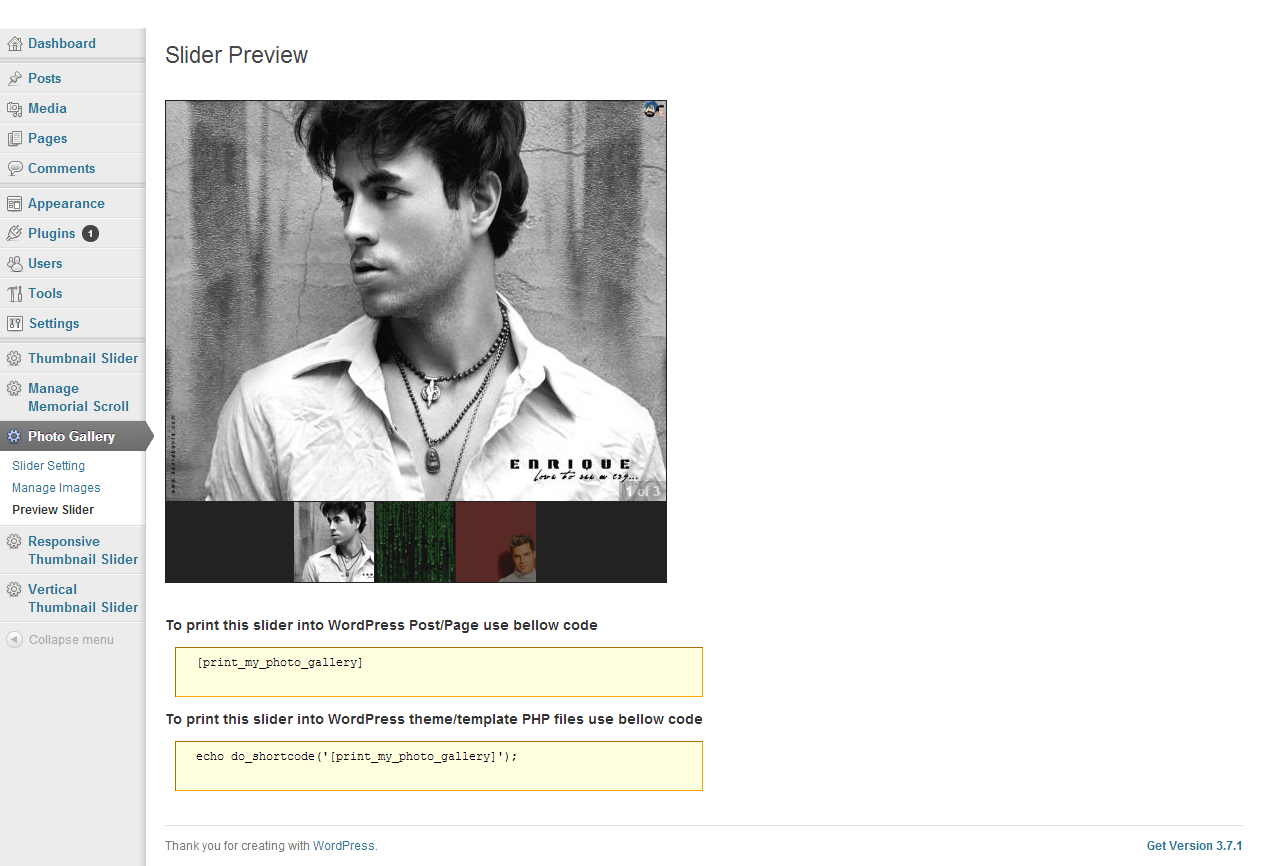 Dashboard
Posts
Media
Pages
Comments
Appearance
Plugins 1
Users
Tools
Settings
Thumbnail Slider
Manage
Memorial Scroll
Photo Gallery
Slider Setting
Manage Images
Preview Slider
Responsive
Thumbnail Slider
Vertical
Thumbnail Slider
Collapse menu
Slider Preview
ENRIQUE
love to see u cry...
1 of 3
To print this slider into WordPress Post/Page use bellow code
[print_my_photo_gallery]
To print this slider into WordPress theme/template PHP files use bellow code
echo do_shortcode('[print_my_photo_gallery]');
Thank you for creating with WordPress.
Get Version 3.7.1